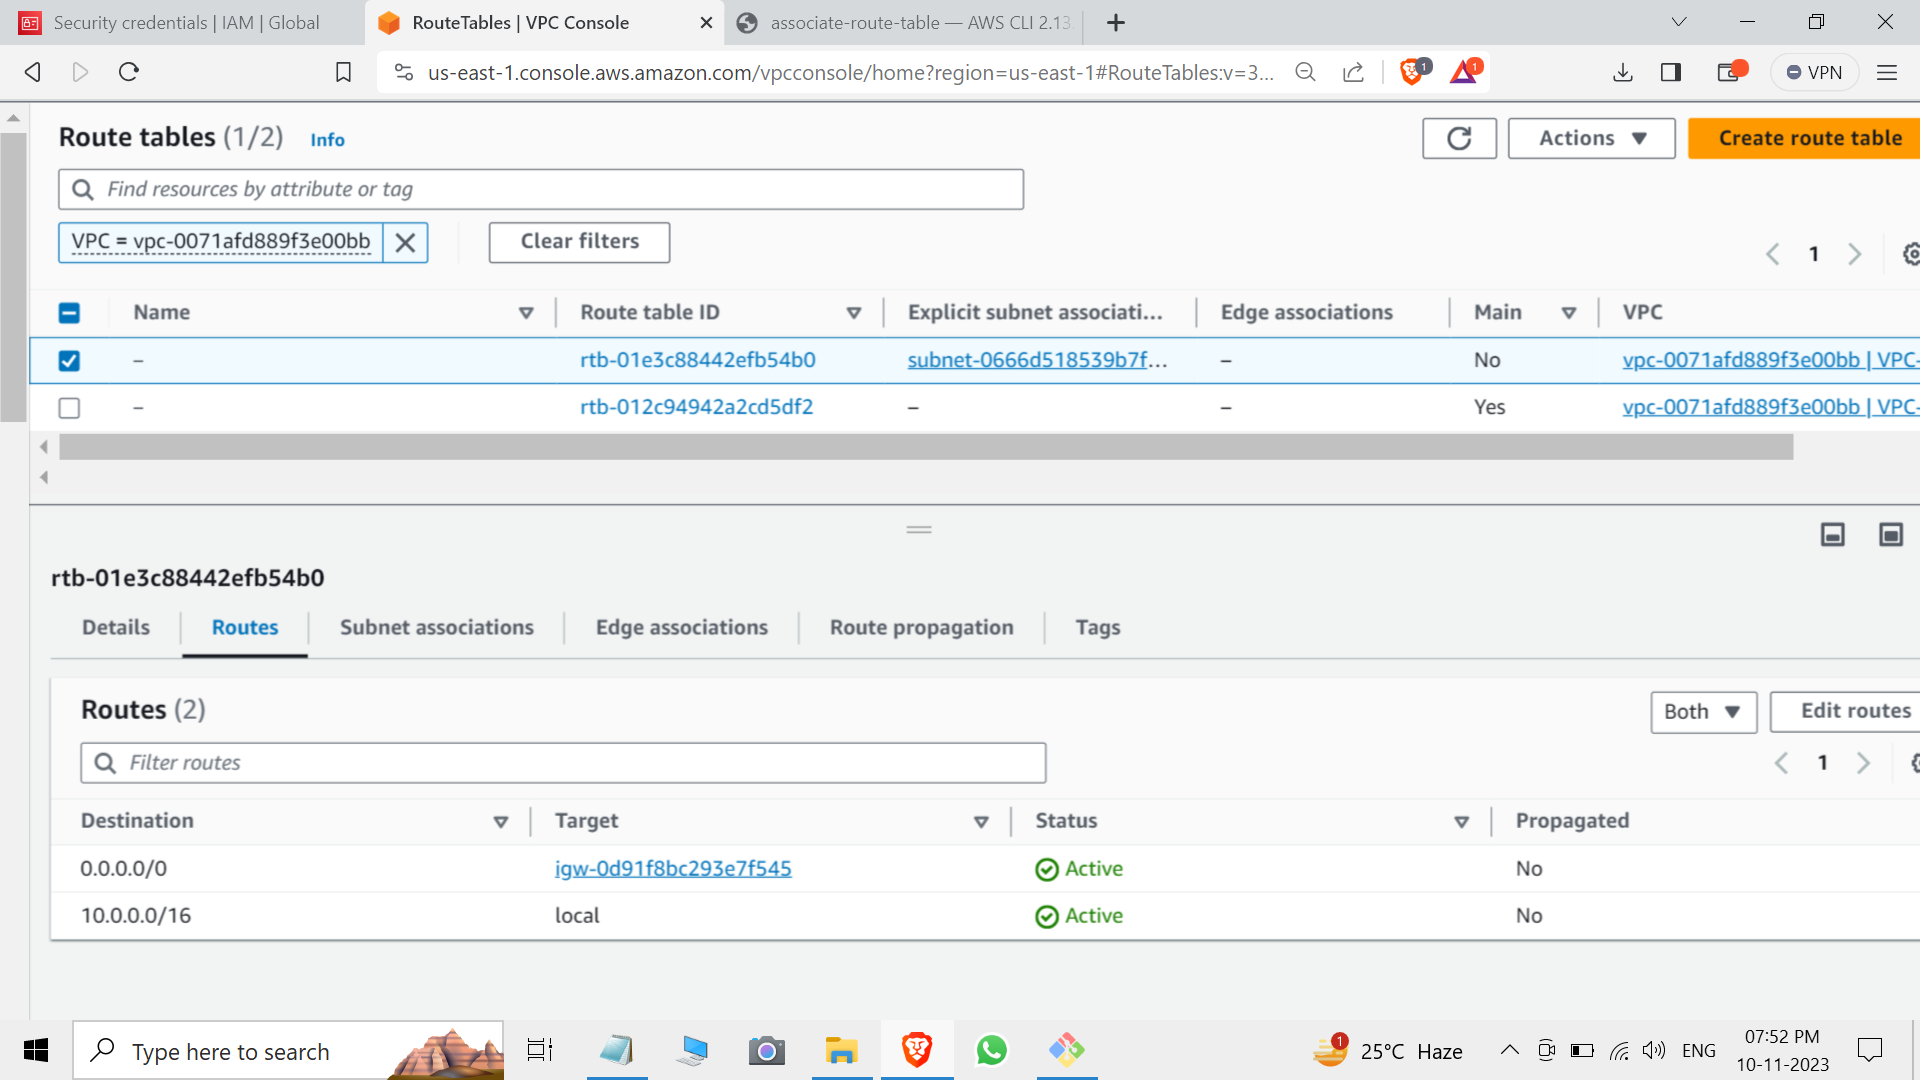 Security credentials | IAM | Global
RouteTables | VPC Console
associate-route-table — AWS CLI 2.13.
us-east-1.console.aws.amazon.com/vpcconsole/home?region=us-east-1#RouteTables:v=3...
1
1
VPN
Route tables (1/2) Info
Actions
Create route table
Find resources by attribute or tag
VPC = vpc-0071afd889f3e00bb
Clear filters
1
Name Route table ID Explicit subnet associati... Edge associations Main VPC
– rtb-01e3c88442efb54b0 subnet-0666d518539b7f... – No vpc-0071afd889f3e00bb | VPC-
– rtb-012c94942a2cd5df2 – – Yes vpc-0071afd889f3e00bb | VPC-
rtb-01e3c88442efb54b0
Details Routes Subnet associations Edge associations Route propagation Tags
Routes (2)
Both
Edit routes
Filter routes
1
Destination Target Status Propagated
0.0.0.0/0 igw-0d91f8bc293e7f545 Active No
10.0.0.0/16 local Active No
Type here to search
1
25°C Haze
ENG
07:52 PM
10-11-2023